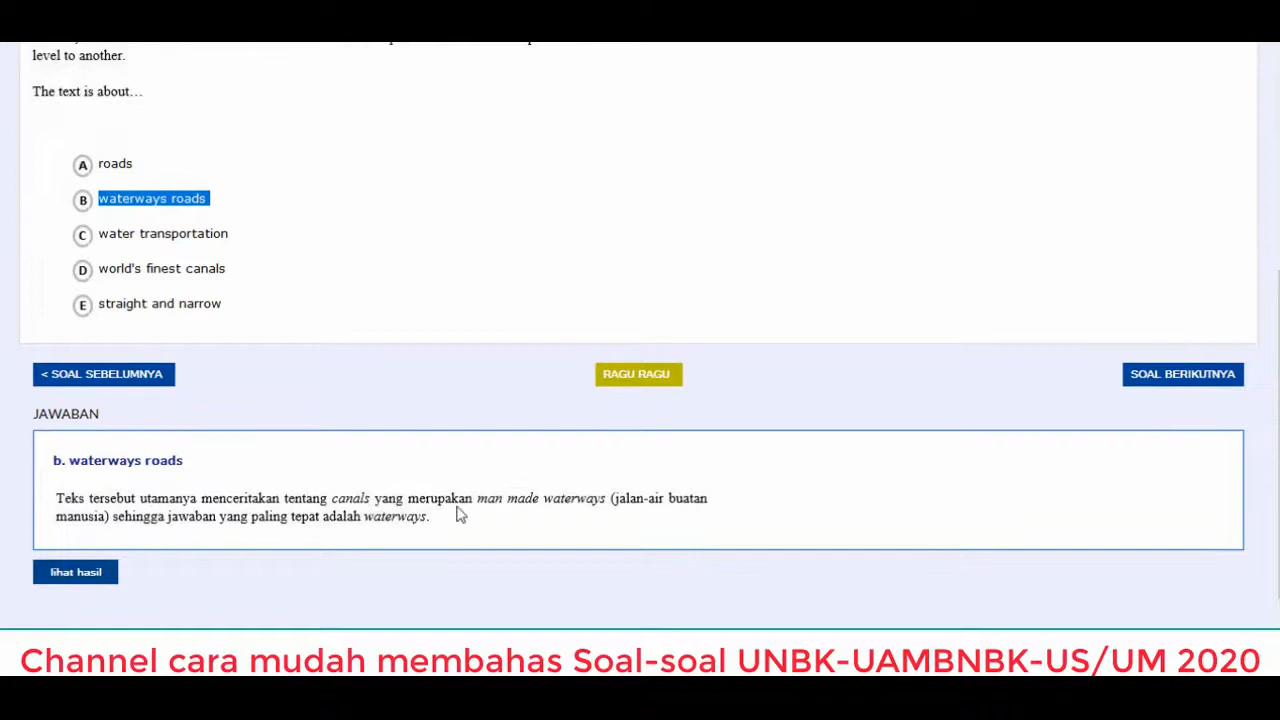 level to another.
The text is about…
A roads
B waterways roads
C water transportation
D world's finest canals
E straight and narrow
< SOAL SEBELUMNYA RAGU RAGU SOAL BERIKUTNYA
JAWABAN
b. waterways roads
Teks tersebut utamanya menceritakan tentang canals yang merupakan man made waterways (jalan-air buatan
manusia) sehingga jawaban yang paling tepat adalah waterways.
lihat hasil
Channel cara mudah membahas Soal-soal UNBK-UAMBNBK-US/UM 2020